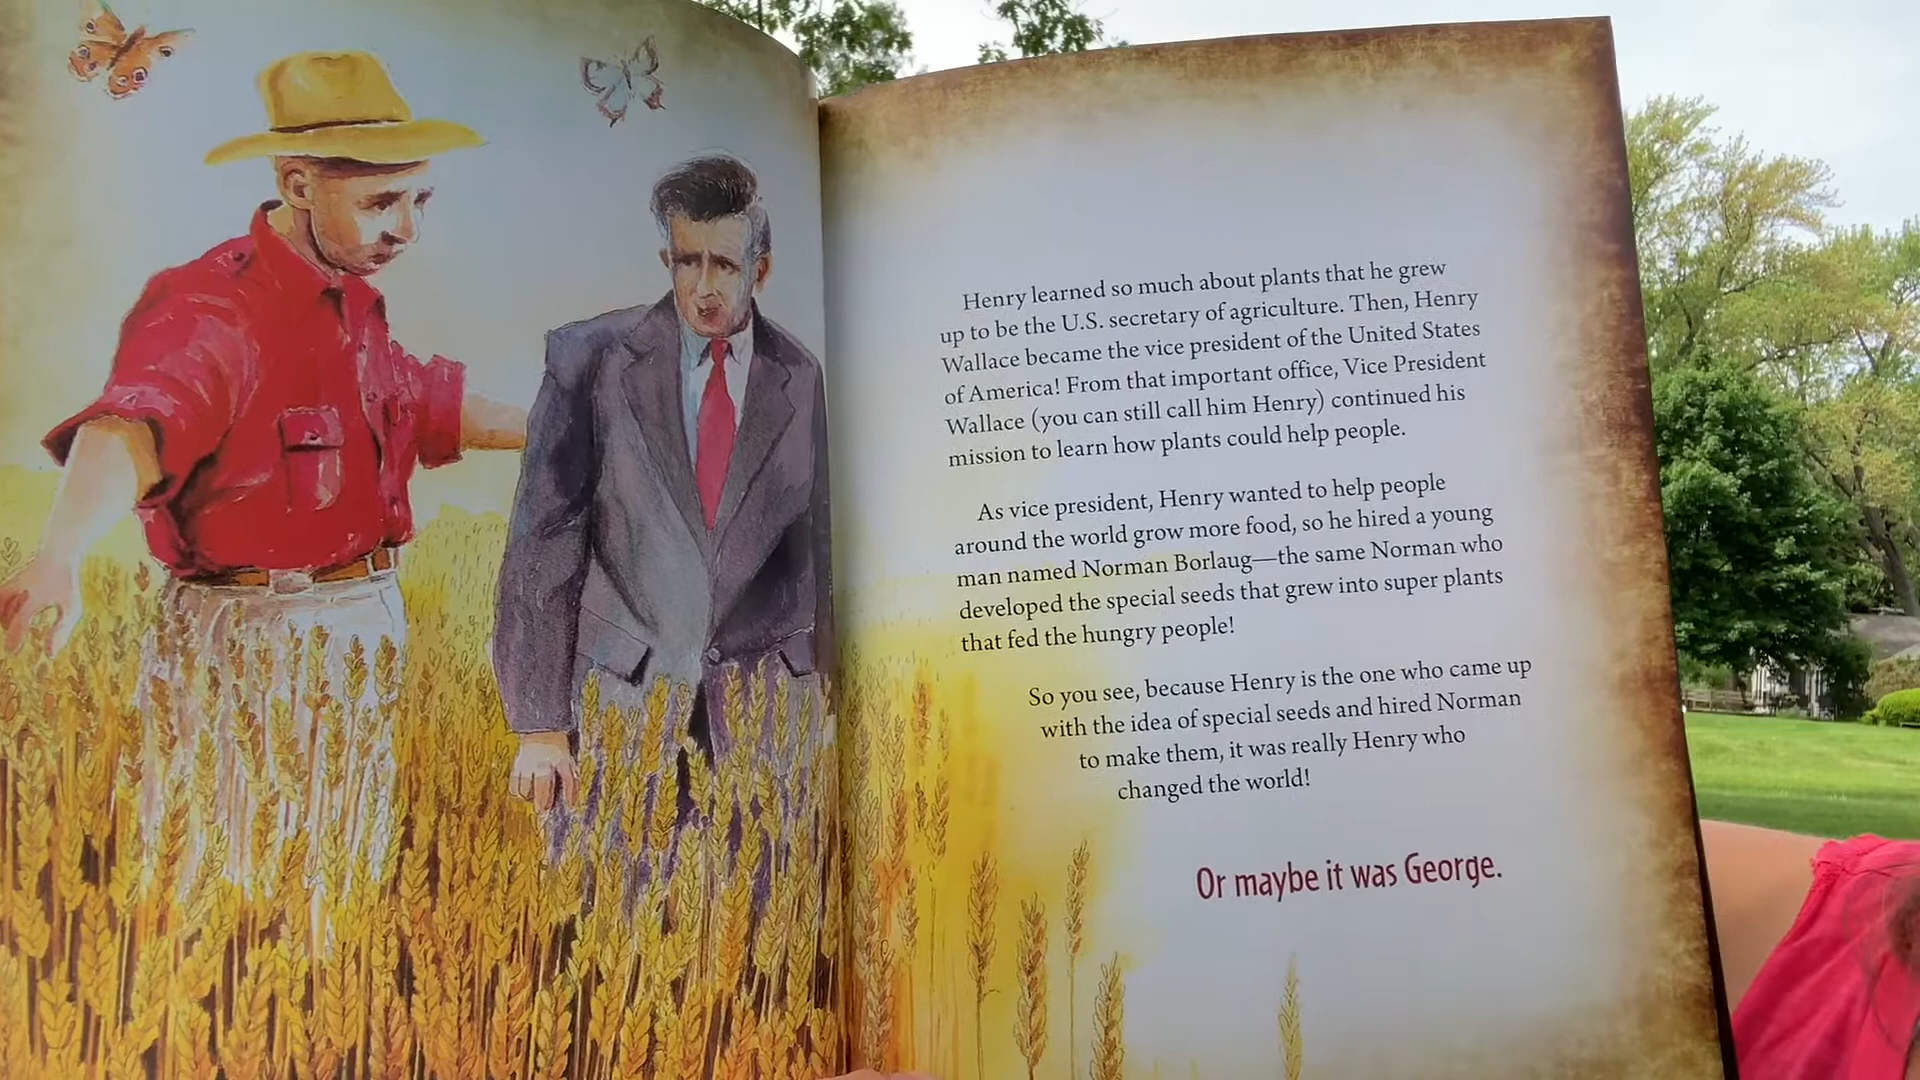 Henry learned so much about plants that he grew
up to be the U.S. secretary of agriculture. Then, Henry
Wallace became the vice president of the United States
of America! From that important office, Vice President
Wallace (you can still call him Henry) continued his
mission to learn how plants could help people.
As vice president, Henry wanted to help people
around the world grow more food, so he hired a young
man named Norman Borlaug—the same Norman who
developed the special seeds that grew into super plants
that fed the hungry people!
So you see, because Henry is the one who came up
with the idea of special seeds and hired Norman
to make them, it was really Henry who
changed the world!
Or maybe it was George.